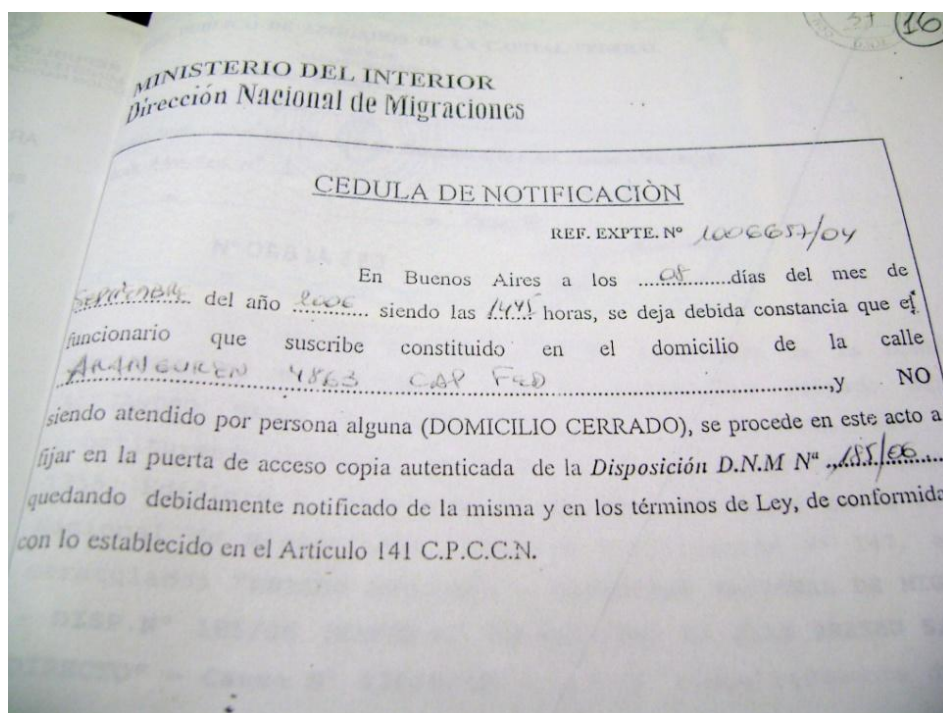 37 16
MINISTERIO DEL INTERIOR
Dirección Nacional de Migraciones
CEDULA DE NOTIFICACIÒN
REF. EXPTE. Nº 1006657/04
En Buenos Aires a los ....05.........días del mes de
SEPTIEMBRE del año 2006 siendo las 1445 horas, se deja debida constancia que el
funcionario que suscribe constituido en el domicilio de la calle
ARANGUREN 4863 CAP FED ,y NO
siendo atendido por persona alguna (DOMICILIO CERRADO), se procede en este acto a
fijar en la puerta de acceso copia autenticada de la Disposición D.N.M Nª 185/06
quedando debidamente notificado de la misma y en los términos de Ley, de conformida
con lo establecido en el Artículo 141 C.P.C.C.N.